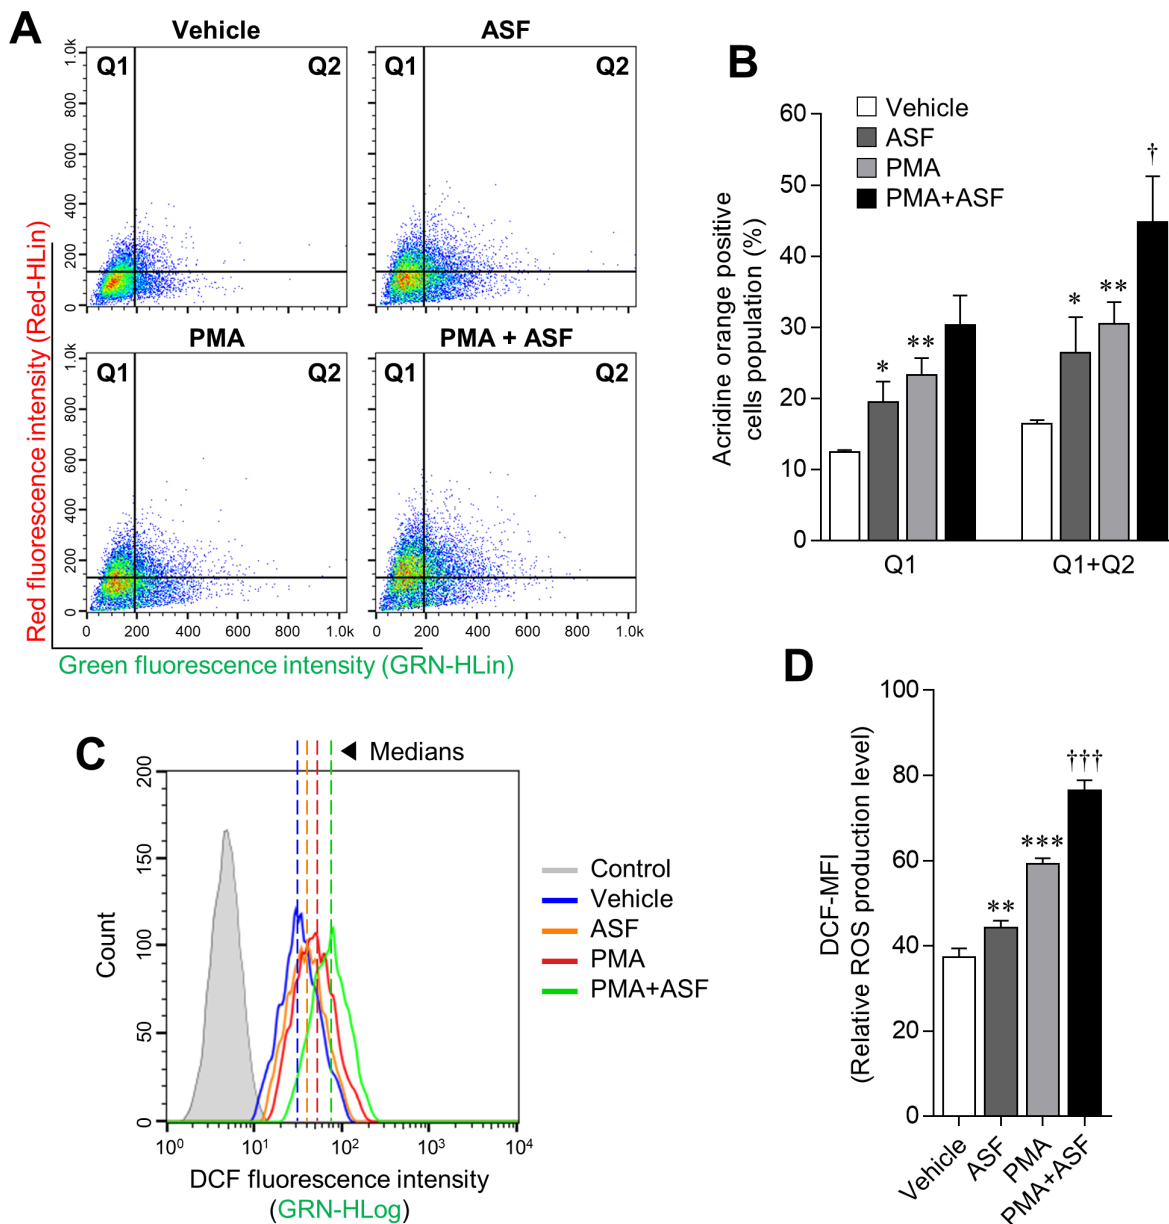 A
Vehicle
ASF
Q1
Q2
Q1
Q2
1.0k
800
600
400
200
0
PMA
PMA + ASF
Q1
Q2
Q1
Q2
1.0k
800
600
400
200
0
0 200 400 600 800 1.0k
0 200 400 600 800 1.0k
Red fluorescence intensity (Red-HLin)
Green fluorescence intensity (GRN-HLin)
B
Vehicle
ASF
PMA
PMA+ASF
Acridine orange positive
cells population (%)
60
50
40
30
20
10
0
*
**
*
**
†
Q1
Q1+Q2
C
Medians
Count
200
150
100
50
0
10⁰ 10¹ 10² 10³ 10⁴
DCF fluorescence intensity
(GRN-HLog)
Control
Vehicle
ASF
PMA
PMA+ASF
D
DCF-MFI
(Relative ROS production level)
100
80
60
40
20
0
**
***
†††
Vehicle
ASF
PMA
PMA+ASF